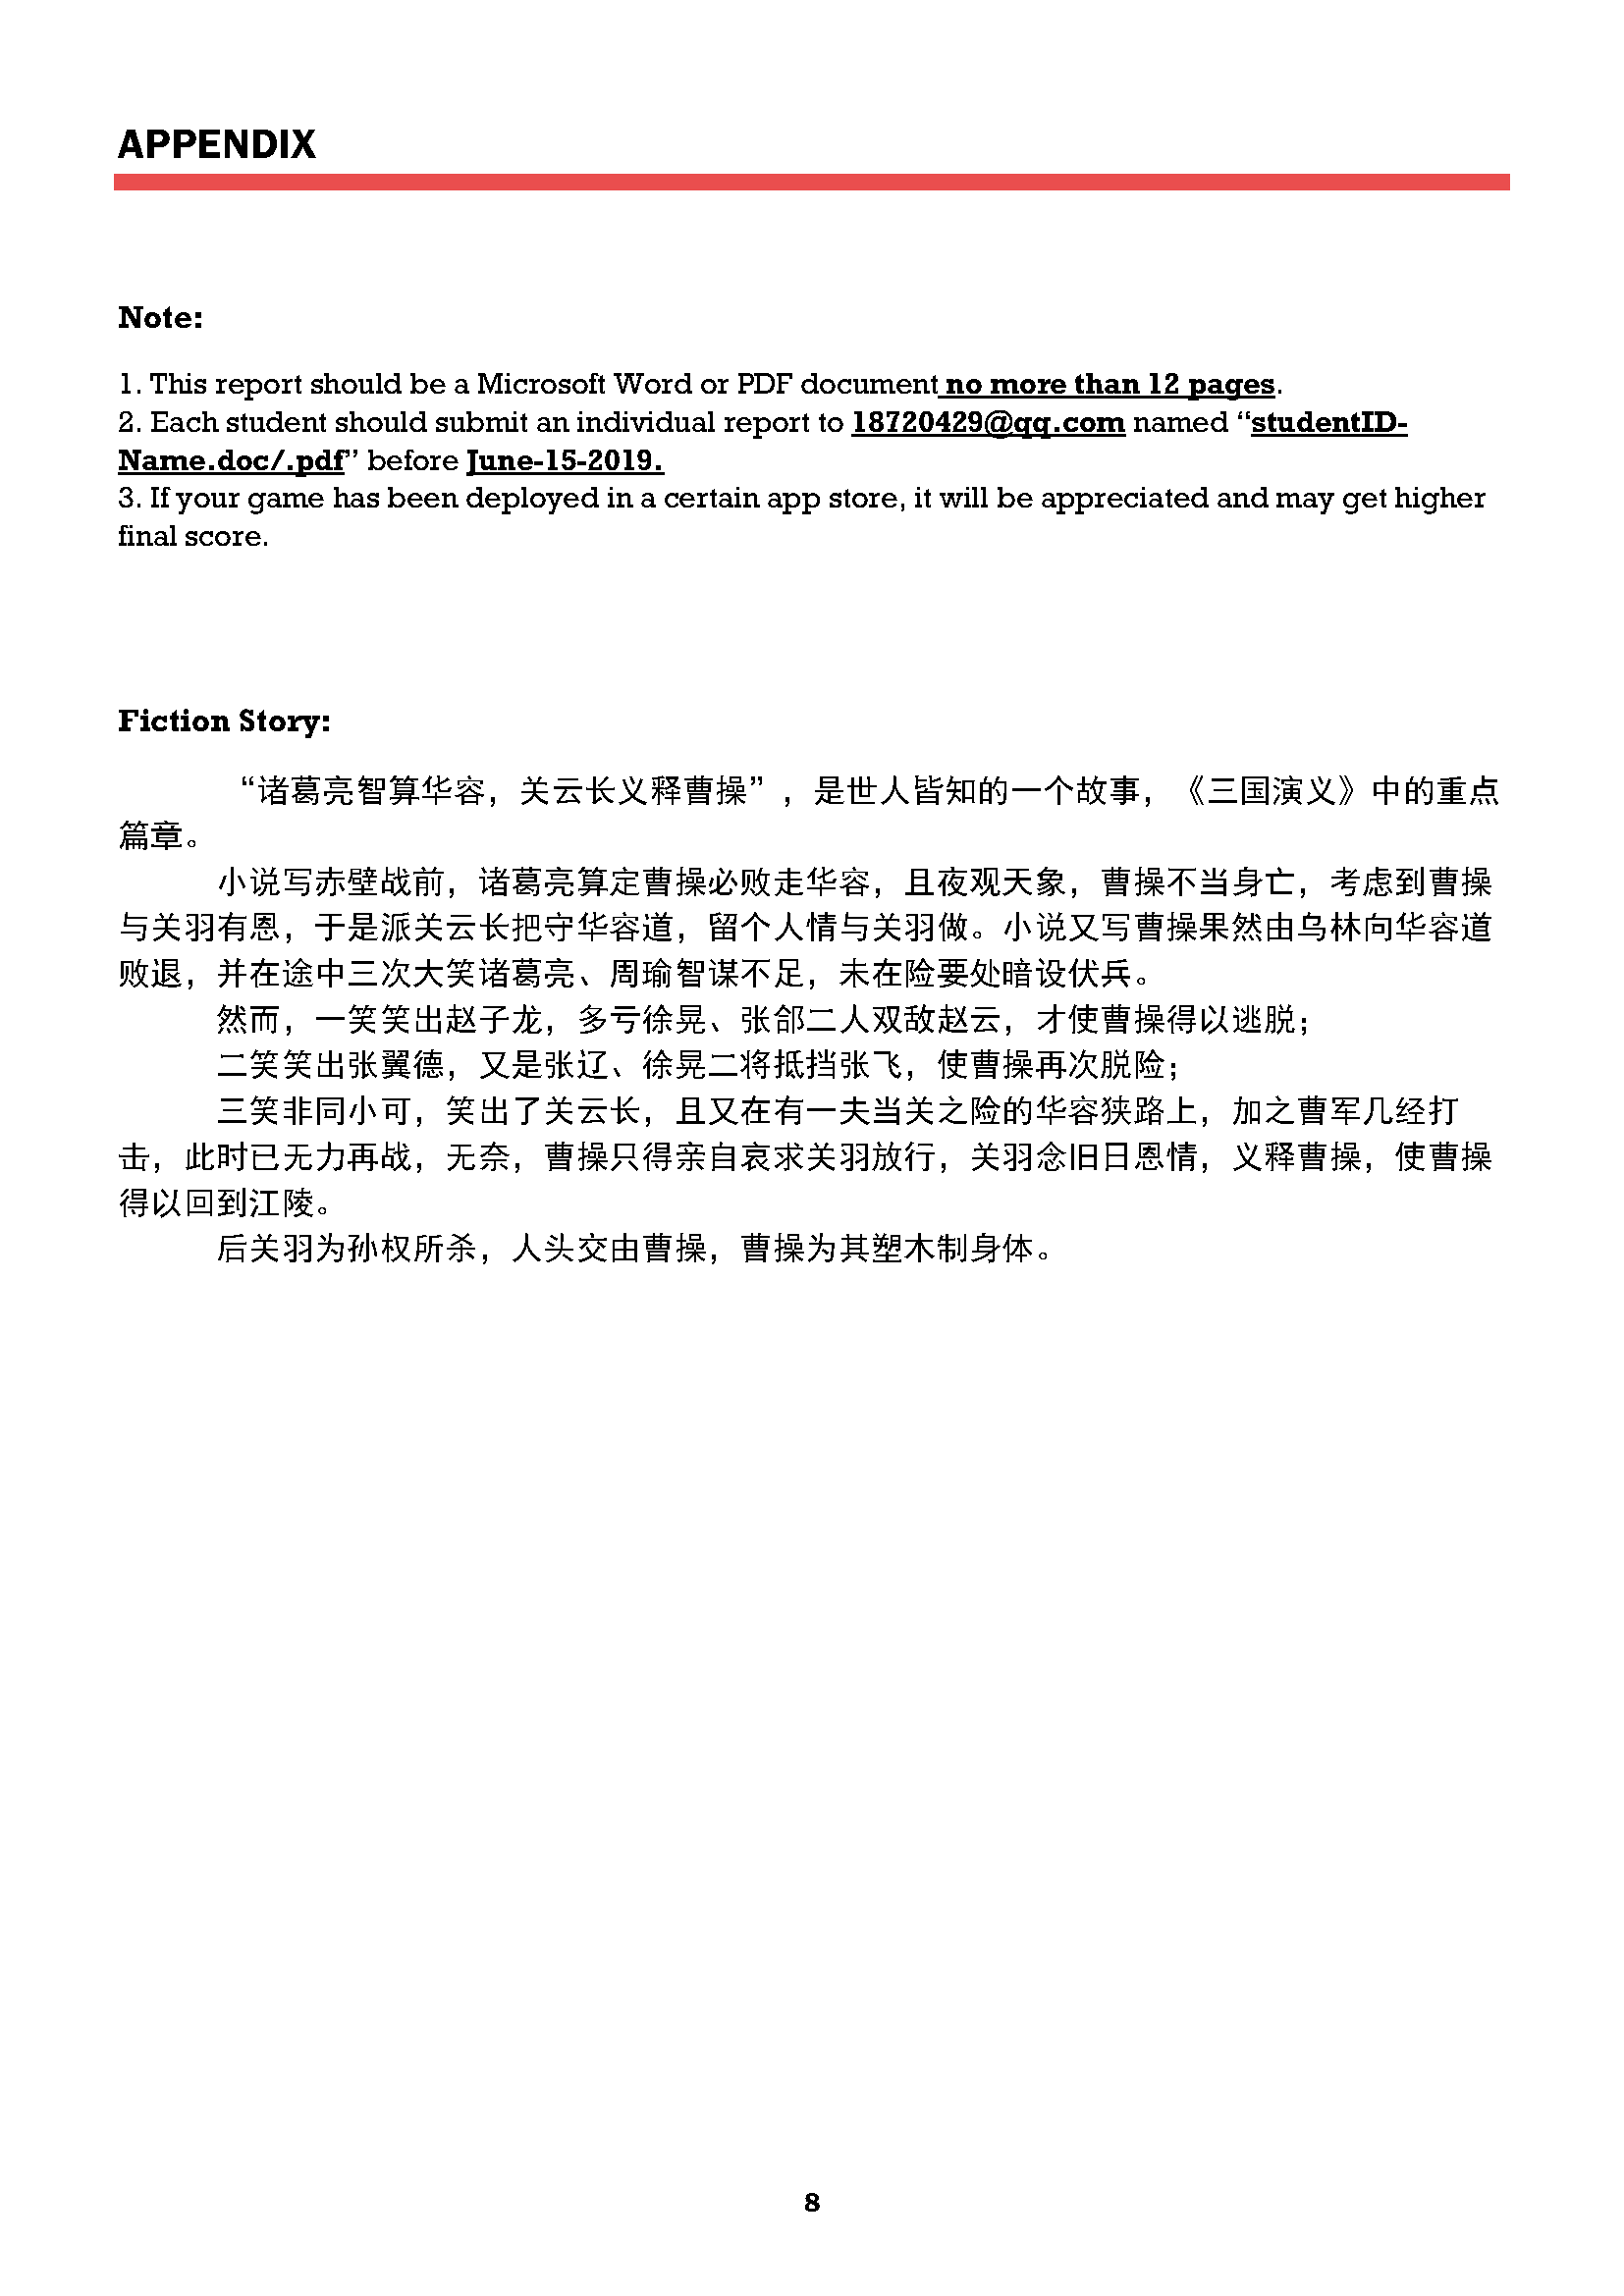 APPENDIX
Note:
1. This report should be a Microsoft Word or PDF document no more than 12 pages.
2. Each student should submit an individual report to 18720429@qq.com named “studentID-
Name.doc/.pdf” before June-15-2019.
3. If your game has been deployed in a certain app store, it will be appreciated and may get higher
final score.
Fiction Story:
“诸葛亮智算华容，关云长义释曹操”，是世人皆知的一个故事，《三国演义》中的重点
篇章。
小说写赤壁战前，诸葛亮算定曹操必败走华容，且夜观天象，曹操不当身亡，考虑到曹操
与关羽有恩，于是派关云长把守华容道，留个人情与关羽做。小说又写曹操果然由乌林向华容道
败退，并在途中三次大笑诸葛亮、周瑜智谋不足，未在险要处暗设伏兵。
然而，一笑笑出赵子龙，多亏徐晃、张郃二人双敌赵云，才使曹操得以逃脱；
二笑笑出张翼德，又是张辽、徐晃二将抵挡张飞，使曹操再次脱险；
三笑非同小可，笑出了关云长，且又在有一夫当关之险的华容狭路上，加之曹军几经打
击，此时已无力再战，无奈，曹操只得亲自哀求关羽放行，关羽念旧日恩情，义释曹操，使曹操
得以回到江陵。
后关羽为孙权所杀，人头交由曹操，曹操为其塑木制身体。
8